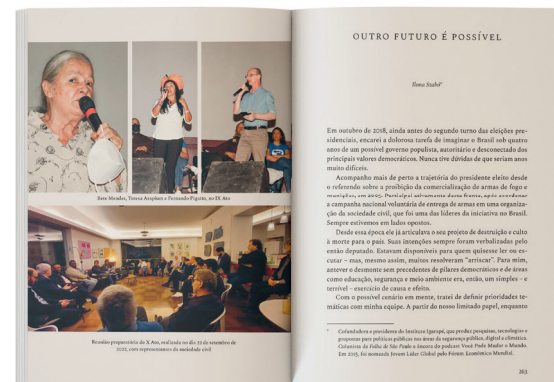 Bete Mendes, Teresa Arapiun e Fernando Pigatto, no IX Ato
Reunião preparatória do X Ato, realizada no dia 19 de setembro de
2022, com representantes da sociedade civil
OUTRO FUTURO É POSSÍVEL
Ilona Szabó
Em outubro de 2018, ainda antes do segundo turno das eleições pre-
sidenciais, encarei a dolorosa tarefa de imaginar o Brasil sob quatro
anos de um possível governo populista, autoritário e desconectado dos
principais valores democráticos. Nunca tive dúvidas de que seriam anos
muito difíceis.
Acompanho mais de perto a trajetória do presidente eleito desde
o referendo sobre a proibição da comercialização de armas de fogo e
munições, em 2005. Participei ativamente desta frente, após coordenar
a campanha nacional voluntária de entrega de armas em uma organiza-
ção da sociedade civil, que foi uma das líderes da iniciativa no Brasil.
Sempre estivemos em lados opostos.
Desde essa época ele já articulava o seu projeto de destruição e culto
à morte para o país. Suas intenções sempre foram verbalizadas pelo
então deputado. Estavam disponíveis para quem quisesse ler ou es-
cutar – mas, mesmo assim, muitos resolveram “arriscar”. Para mim,
antever o desmonte sem precedentes de pilares democráticos e de áreas
como educação, segurança e meio ambiente era, então, um simples – e
terrível – exercício de causa e efeito.
Com o possível cenário em mente, tratei de definir prioridades te-
máticas com minha equipe. A partir do nosso limitado papel, enquanto
Cofundadora e presidente do Instituto Igarapé, que produz pesquisas, tecnologias e
propostas para políticas públicas nas áreas de segurança pública, digital e climática.
Colunista da Folha de São Paulo e âncora do podcast Você Pode Mudar o Mundo.
Em 2015, foi nomeada Jovem Líder Global pelo Fórum Econômico Mundial.
263